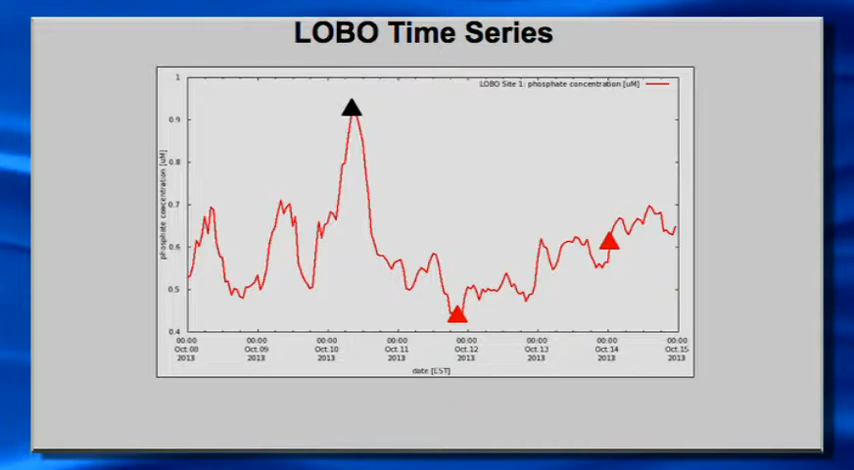 LOBO Time Series
LOBO Site 1: phosphate concentration [uM]
phosphate concentration [uM]
1
0.9
0.8
0.7
0.6
0.5
0.4
00:00 00:00 00:00 00:00 00:00 00:00 00:00 00:00
Oct.08 Oct.09 Oct.10 Oct.11 Oct.12 Oct.13 Oct.14 Oct.15
2013 2013 2013 2013 2013 2013 2013 2013
date [EST]